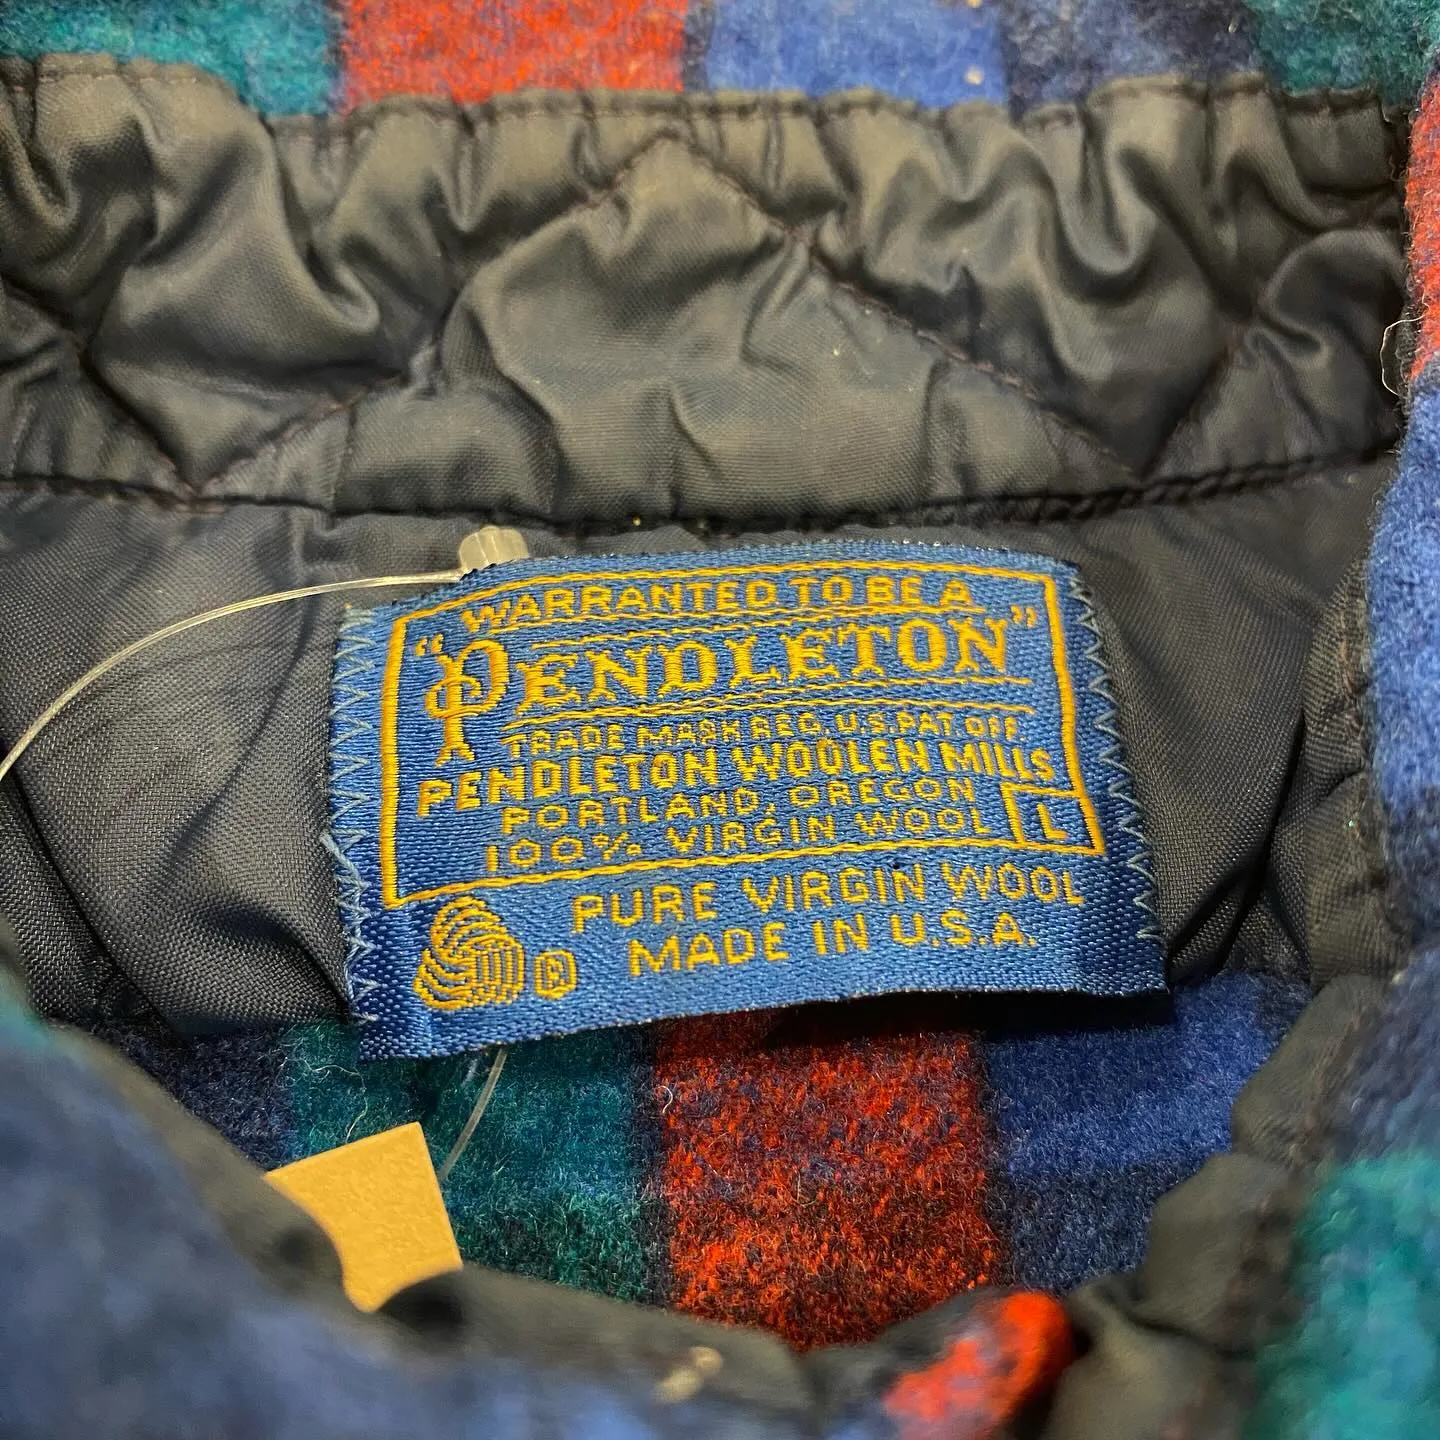 WARRANTED TO BE A
"PENDLETON"
TRADE MARK REG. U.S. PAT. OFF.
PENDLETON WOOLEN MILLS
PORTLAND, OREGON
100% VIRGIN WOOL L
PURE VIRGIN WOOL
® MADE IN U.S.A.